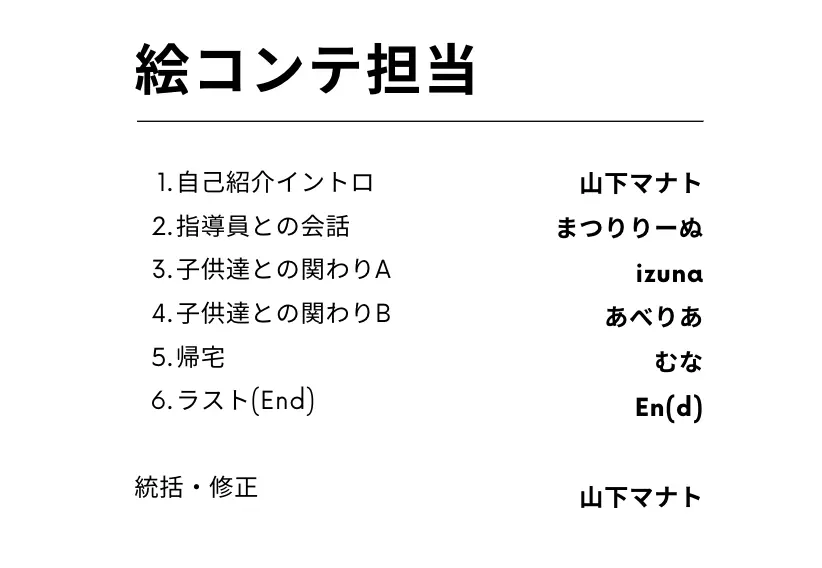 絵コンテ担当
1. 自己紹介イントロ 山下マナト
2. 指導員との会話 まつりりーぬ
3. 子供達との関わりA izuna
4. 子供達との関わりB あべりあ
5. 帰宅 むな
6. ラスト(End) En(d)
統括・修正 山下マナト